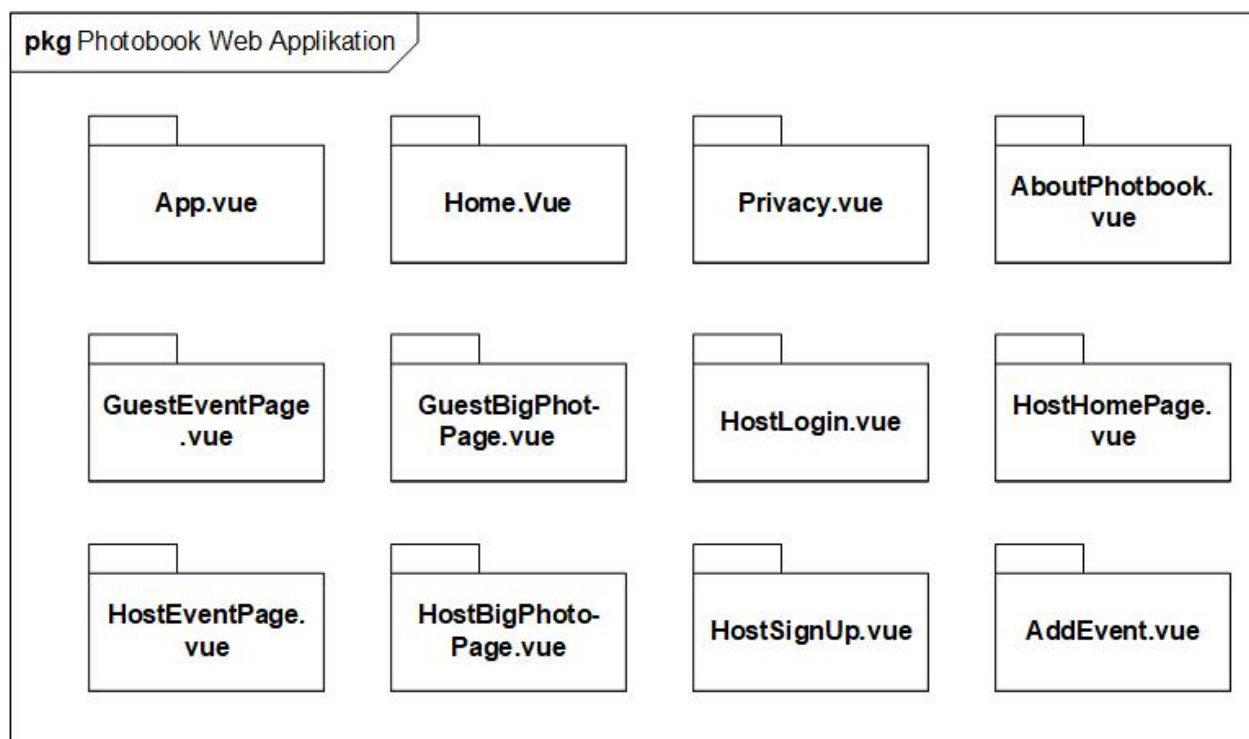 pkg Photobook Web Applikation
App.vue
Home.Vue
Privacy.vue
AboutPhotbook.
vue
GuestEventPage
.vue
GuestBigPhot-
Page.vue
HostLogin.vue
HostHomePage.
vue
HostEventPage.
vue
HostBigPhoto-
Page.vue
HostSignUp.vue
AddEvent.vue